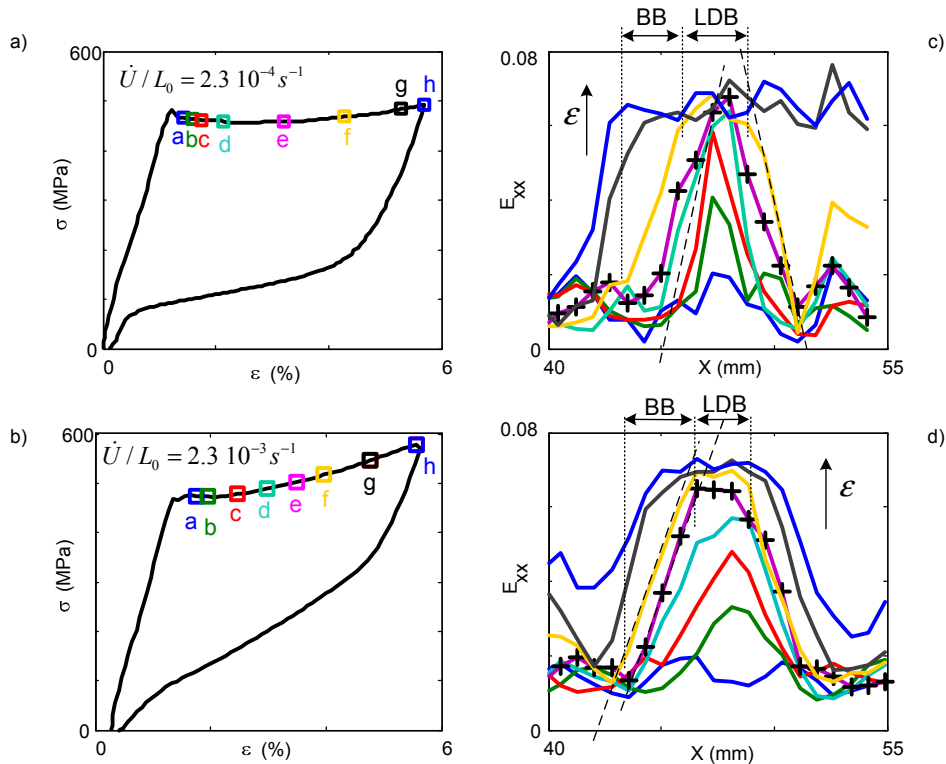 a)
600
U̇ / L₀ = 2.3 10⁻⁴ s⁻¹
a
b
c
d
e
f
g
h
σ (MPa)
0
0
ε (%)
6
BB
LDB
c)
0.08
ε
E_XX
0
40
X (mm)
55
b)
600
U̇ / L₀ = 2.3 10⁻³ s⁻¹
a
b
c
d
e
f
g
h
σ (MPa)
0
0
ε (%)
6
BB
LDB
d)
0.08
ε
E_XX
0
40
X (mm)
55